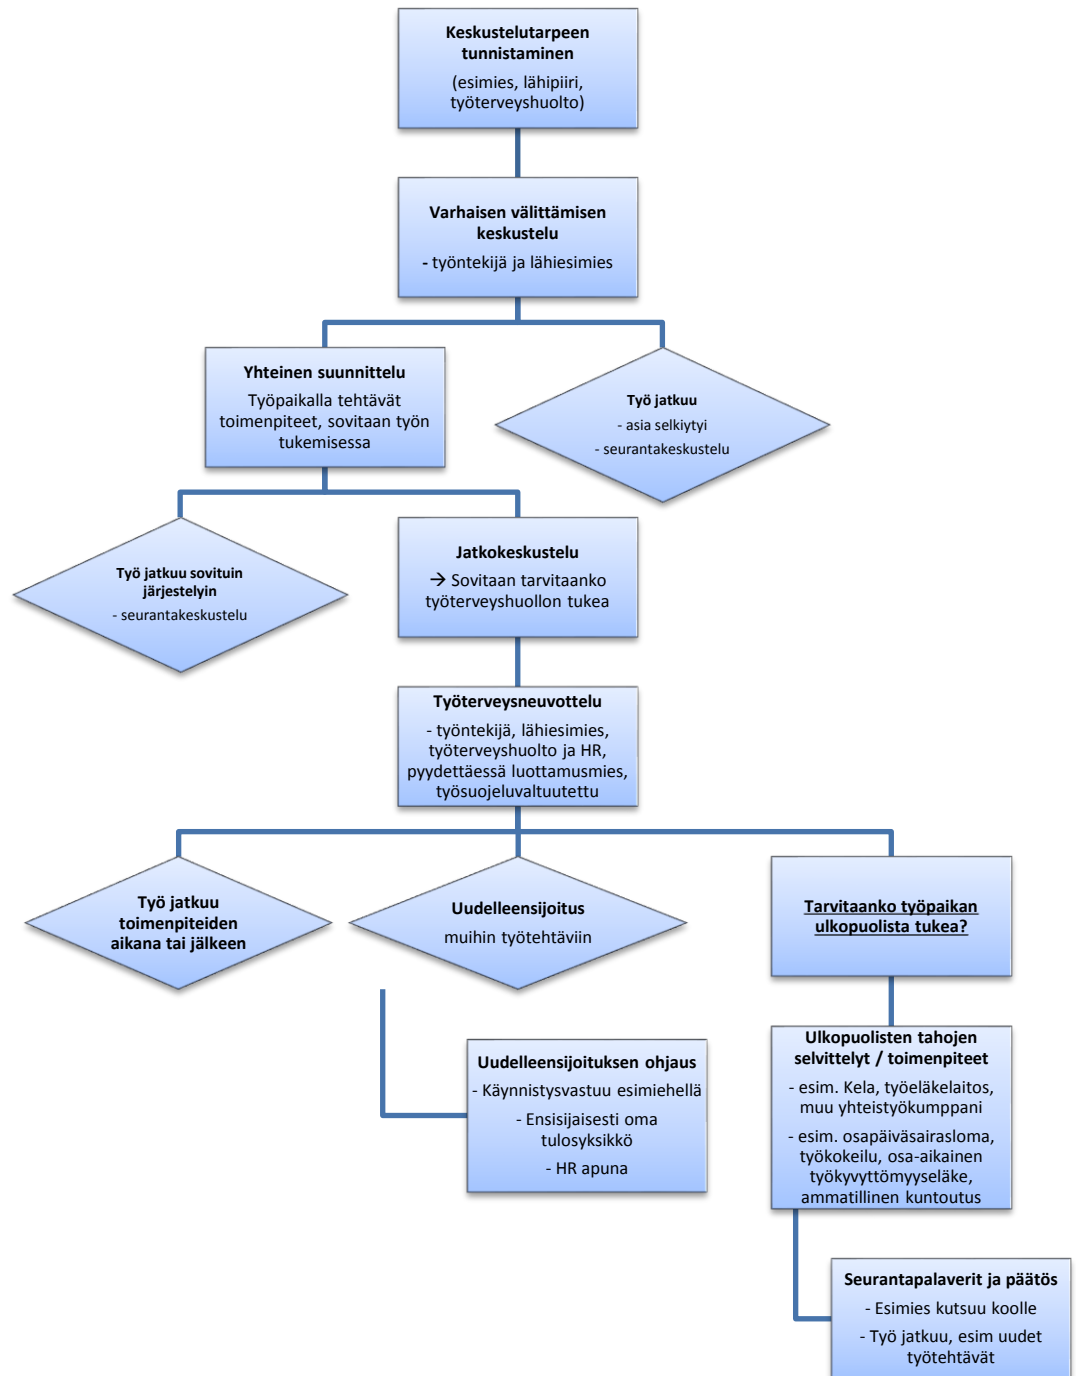 Keskustelutarpeen
tunnistaminen
(esimies, lähipiiri,
työterveyshuolto)
Varhaisen välittämisen
keskustelu
- työntekijä ja lähiesimies
Yhteinen suunnittelu
Työpaikalla tehtävät
toimenpiteet, sovitaan työn
tukemisessa
Työ jatkuu
- asia selkiytyi
- seurantakeskustelu
Työ jatkuu sovituin
järjestelyin
- seurantakeskustelu
Jatkokeskustelu
→ Sovitaan tarvitaanko
työterveyshuollon tukea
Työterveysneuvottelu
- työntekijä, lähiesimies,
työterveyshuolto ja HR,
pyydettäessä luottamusmies,
työsuojeluvaltuutettu
Työ jatkuu
toimenpiteiden
aikana tai jälkeen
Uudelleensijoitus
muihin työtehtäviin
Tarvitaanko työpaikan
ulkopuolista tukea?
Uudelleensijoituksen ohjaus
- Käynnistysvastuu esimiehellä
- Ensisijaisesti oma
tulosyksikkö
- HR apuna
Ulkopuolisten tahojen
selvittelyt / toimenpiteet
- esim. Kela, työeläkelaitos,
muu yhteistyökumppani
- esim. osapäiväsairasloma,
työkokeilu, osa-aikainen
työkyvyttömyyseläke,
ammatillinen kuntoutus
Seurantapalaverit ja päätös
- Esimies kutsuu koolle
- Työ jatkuu, esim uudet
työtehtävät